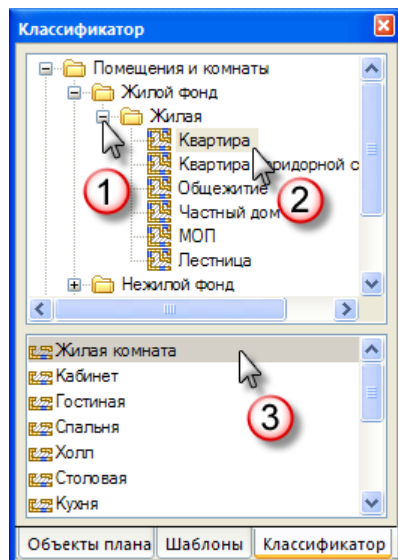 Классификатор
Помещения и комнаты
Жилой фонд
Жилая
Квартира
Квартира ридорной с
Общежитие
Частный дом
МОП
Лестница
Нежилой фонд
1
2
Жилая комната
Кабинет
Гостиная
Спальня
Холл
Столовая
Кухня
3
Объекты плана Шаблоны Классификатор